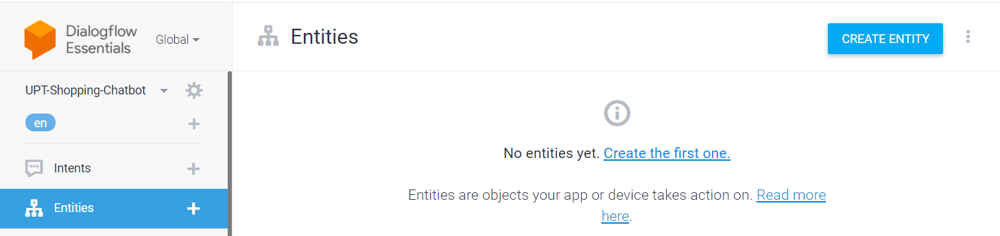 Dialogflow
Essentials
Global
Entities
CREATE ENTITY
UPT-Shopping-Chatbot
en
Intents
Entities
No entities yet. Create the first one.
Entities are objects your app or device takes action on. Read more
here.